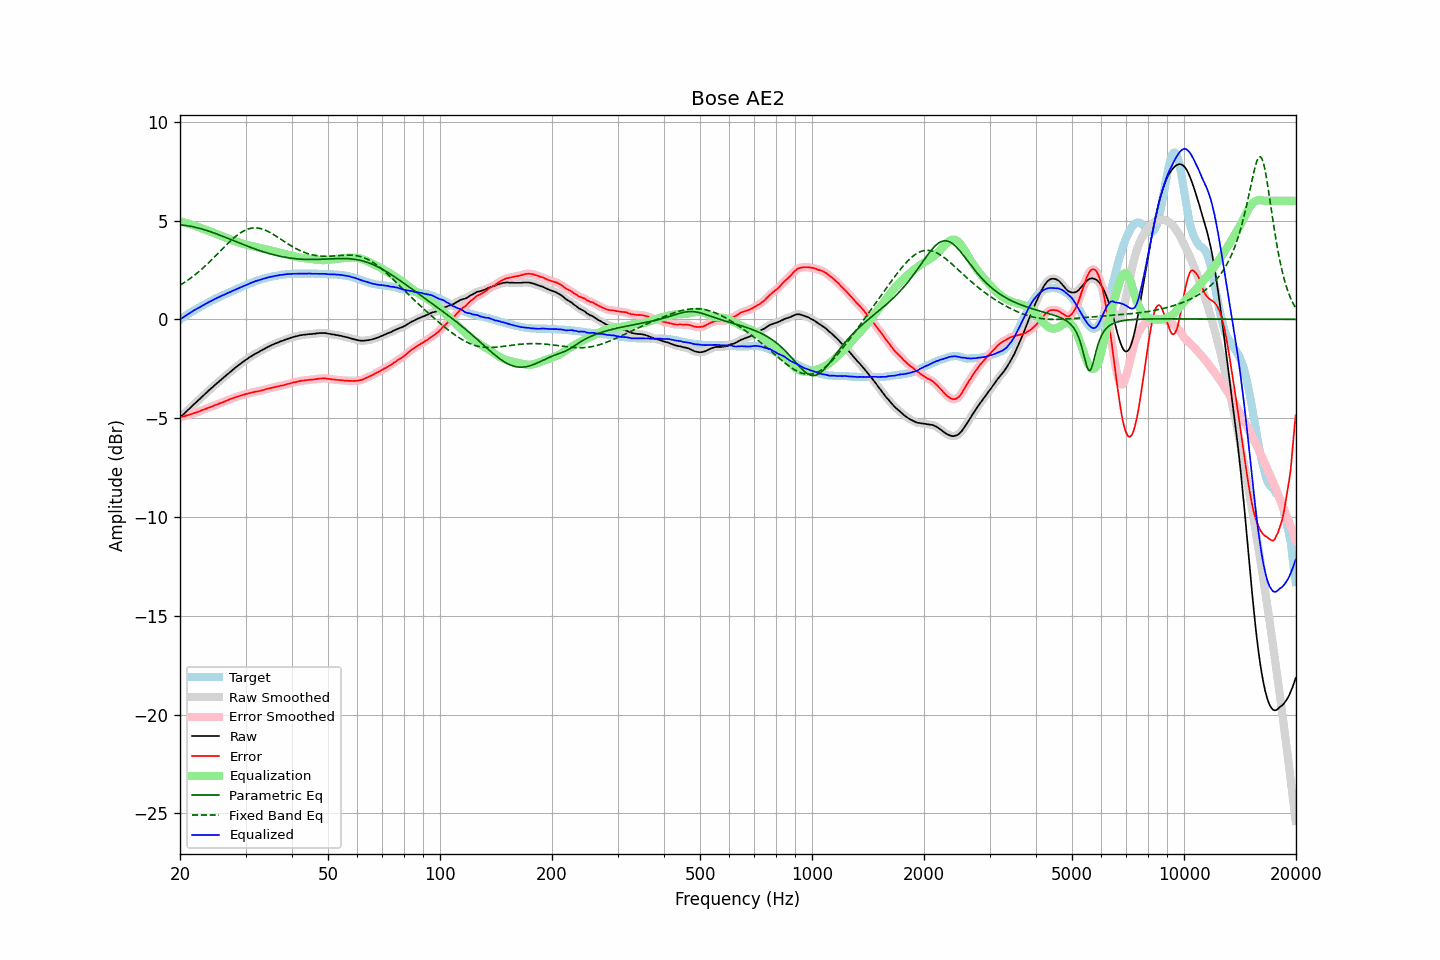 Bose AE2
Amplitude (dBr)
10
5
0
−5
−10
−15
−20
−25
Target
Raw Smoothed
Error Smoothed
Raw
Error
Equalization
Parametric Eq
Fixed Band Eq
Equalized
20 50 100 200 500 1000 2000 5000 10000 20000
Frequency (Hz)